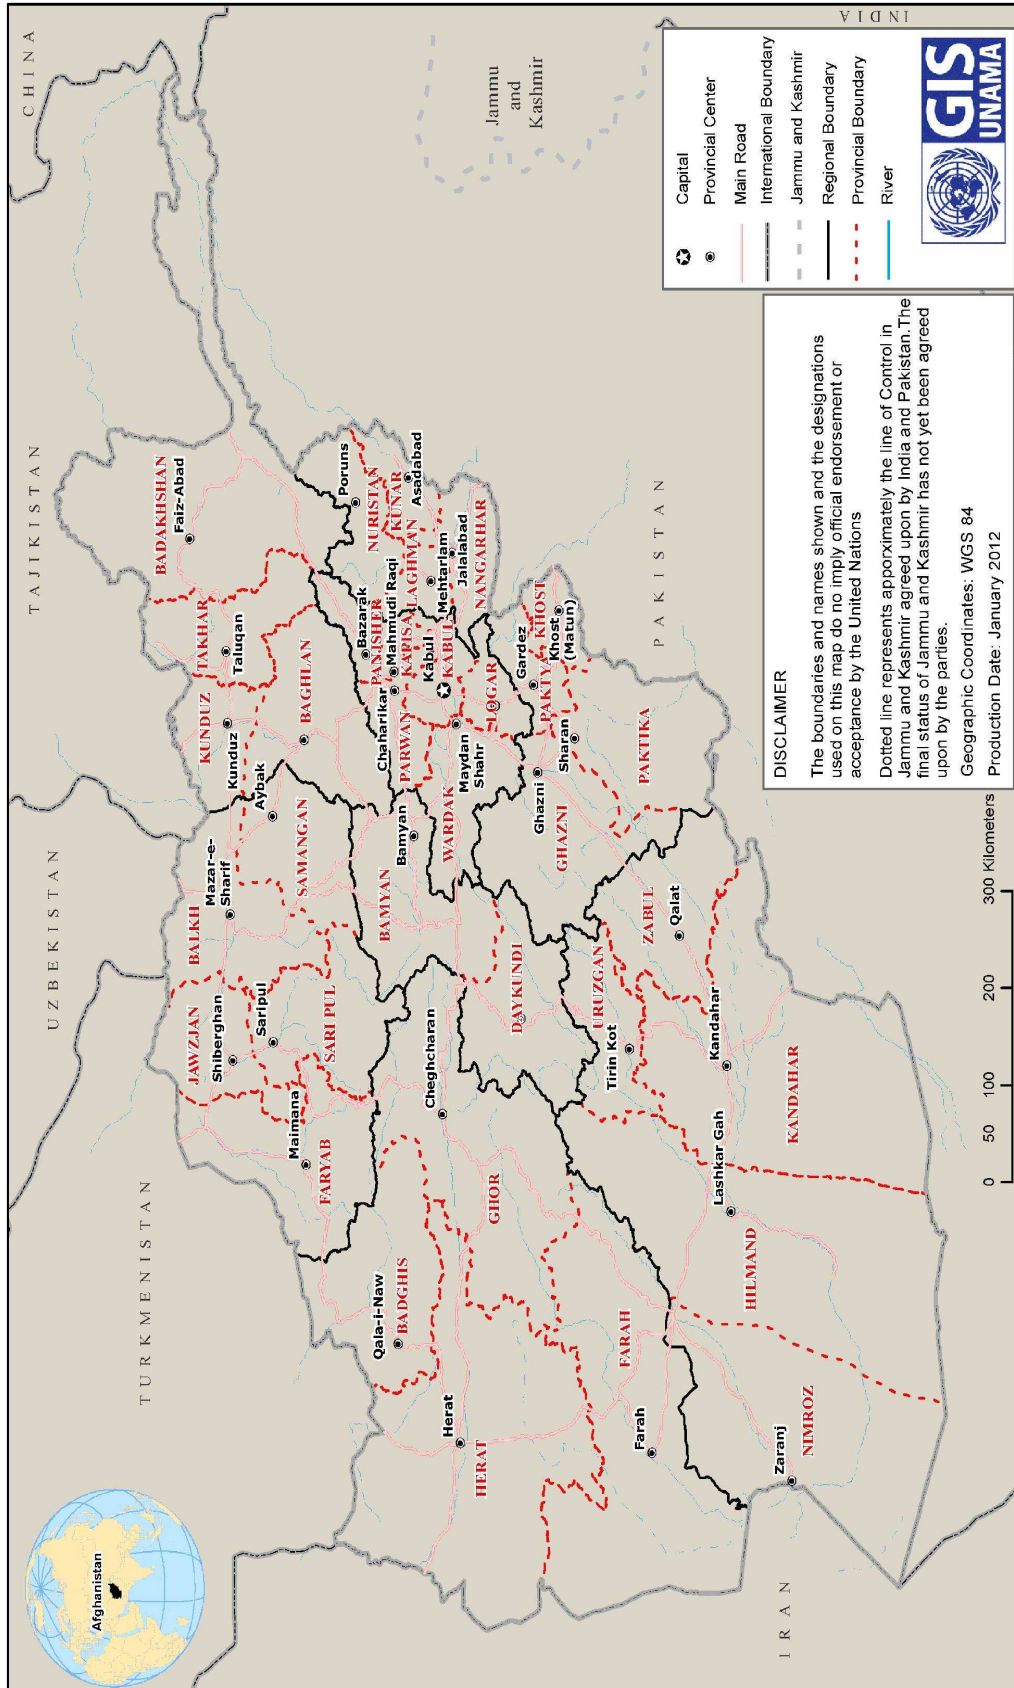 Afghanistan
CHINA
TAJIKISTAN
UZBEKISTAN
TURKMENISTAN
IRAN
PAKISTAN
INDIA
Jammu
and
Kashmir
BADAKHSHAN
Faiz-Abad
TAKHAR
Taluqan
KUNDUZ
Kunduz
BAGHLAN
Aybak
SAMANGAN
BALKH
Mazar-e-
Sharif
JAWZJAN
Shiberghan
Saripul
SARI PUL
Maimana
FARYAB
Qala-i-Naw
BADGHIS
Herat
HERAT
Cheghcharan
GHOR
Farah
FARAH
Zaranj
NIMROZ
Lashkar Gah
HILMAND
Kandahar
KANDAHAR
Tirin Kot
URUZGAN
Qalat
ZABUL
DAYKUNDI
Bamyan
BAMYAN
WARDAK
Maydan
Shahr
Ghazni
GHAZNI
Sharan
PAKTIKA
Gardez
PAKTYA
Khost
(Matun)
KHOST
LOGAR
Kabul
KABUL
Chaharikar
PARWAN
Mahmudi Raqi
KAPISA
Bazarak
PANJSHER
Poruns
NURISTAN
KUNAR
Asadabad
LAGHMAN
Mehtarlam
Jalalabad
NANGARHAR
Capital
Provincial Center
Main Road
International Boundary
Jammu and Kashmir
Regional Boundary
Provincial Boundary
River
GIS
UNAMA
DISCLAIMER
The boundaries and names shown and the designations
used on this map do no imply official endorsement or
acceptance by the United Nations
Dotted line represents apporximately the line of Control in
Jammu and Kashmir agreed upon by India and Pakistan.The
final status of Jammu and Kashmir has not yet been agreed
upon by the parties.
Geographic Coordinates: WGS 84
Production Date: January 2012
0 50 100 200 300 Kilometers